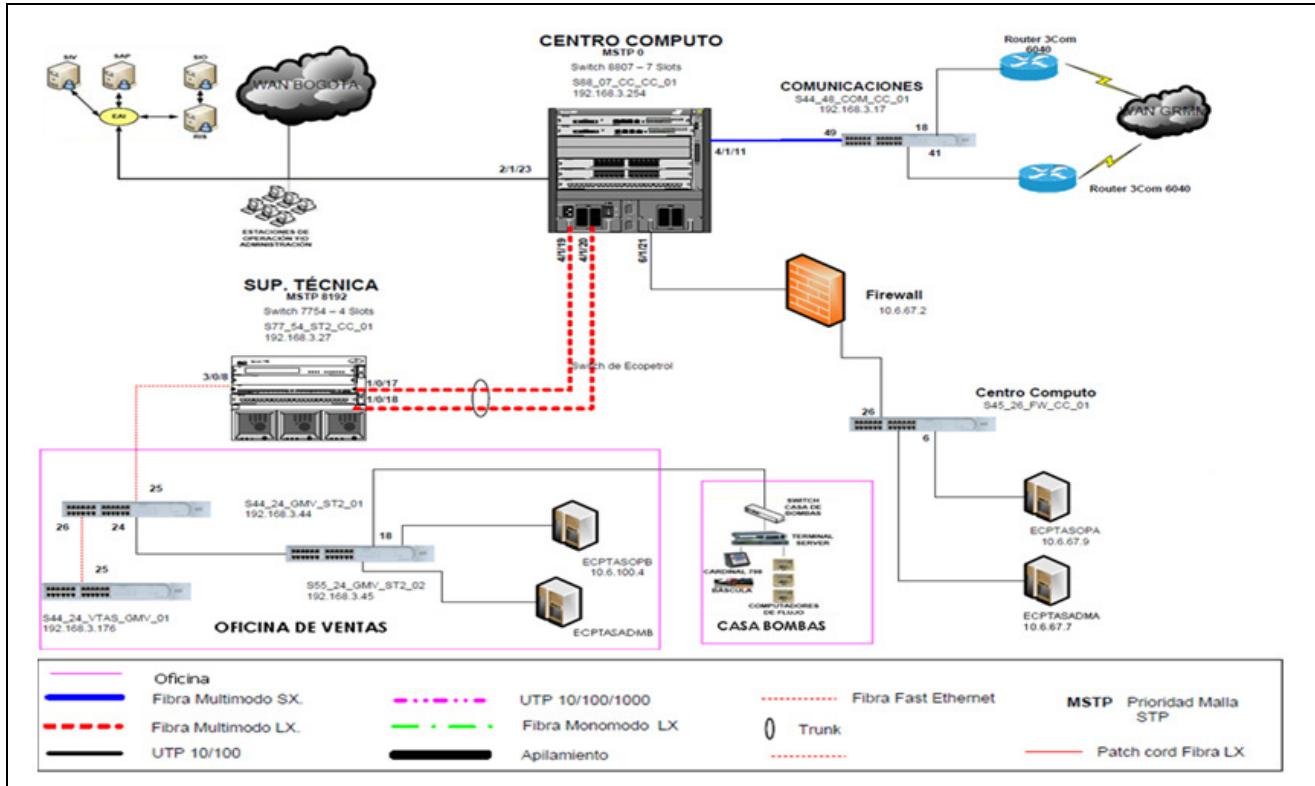 SIV
SAP
SIO
EAI
WAN BOGOTA
ESTACIONES DE
OPERACIÓN Y/O
ADMINISTRACIÓN
2/1/23
CENTRO COMPUTO
MSTP 0
Switch 8807 – 7 Slots
S88_07_CC_CC_01
192.168.3.254
4/1/11
4/1/19
4/1/20
6/1/21
COMUNICACIONES
S44_48_COM_CC_01
192.168.3.17
49
18
41
Router 3Com
6040
WAN GRMN
Router 3Com 6040
SUP. TÉCNICA
MSTP 8192
Switch 7754 – 4 Slots
S77_54_ST2_CC_01
192.168.3.27
3/0/8
1/0/17
1/0/18
Switch de Ecopetrol
Firewall
10.6.67.2
Centro Computo
S45_26_FW_CC_01
26
6
ECPTASOPA
10.6.67.9
ECPTASADMA
10.6.67.7
25
S44_24_GMV_ST2_01
192.168.3.44
26
24
18
25
S44_24_VTAS_GMV_01
192.168.3.176
S55_24_GMV_ST2_02
192.168.3.45
ECPTASOPB
10.6.100.4
ECPTASADMB
OFICINA DE VENTAS
SWITCH
CASA DE
BOMBAS
TERMINAL
SERVER
BÁSCULA
COMPUTADORES
DE FLUJO
CASA BOMBAS
Oficina
Fibra Multimodo SX.
Fibra Multimodo LX.
UTP 10/100
UTP 10/100/1000
Fibra Monomodo LX
Apilamiento
Fibra Fast Ethernet
Trunk
MSTP Prioridad Malla
STP
Patch cord Fibra LX